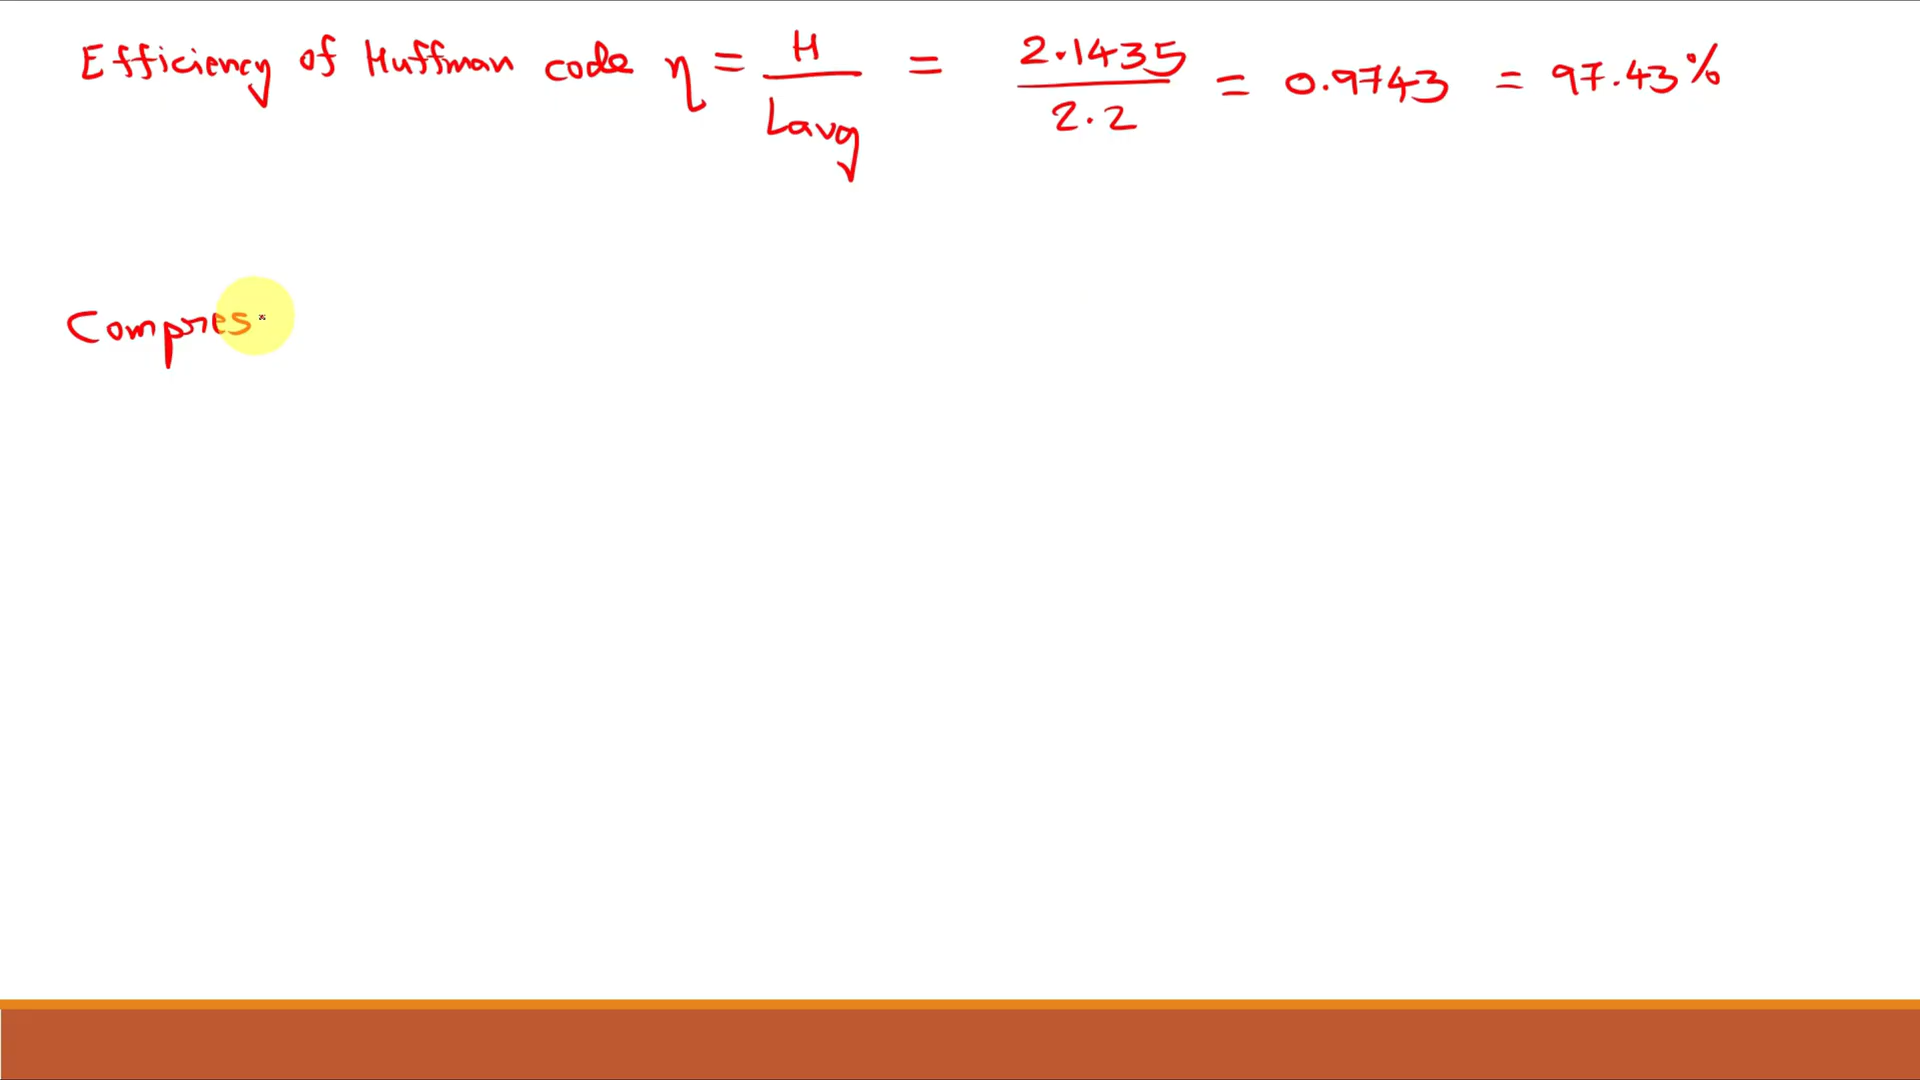 Efficiency of Huffman code η = H / Lavg = 2.1435 / 2.2 = 0.9743 = 97.43%
Compres